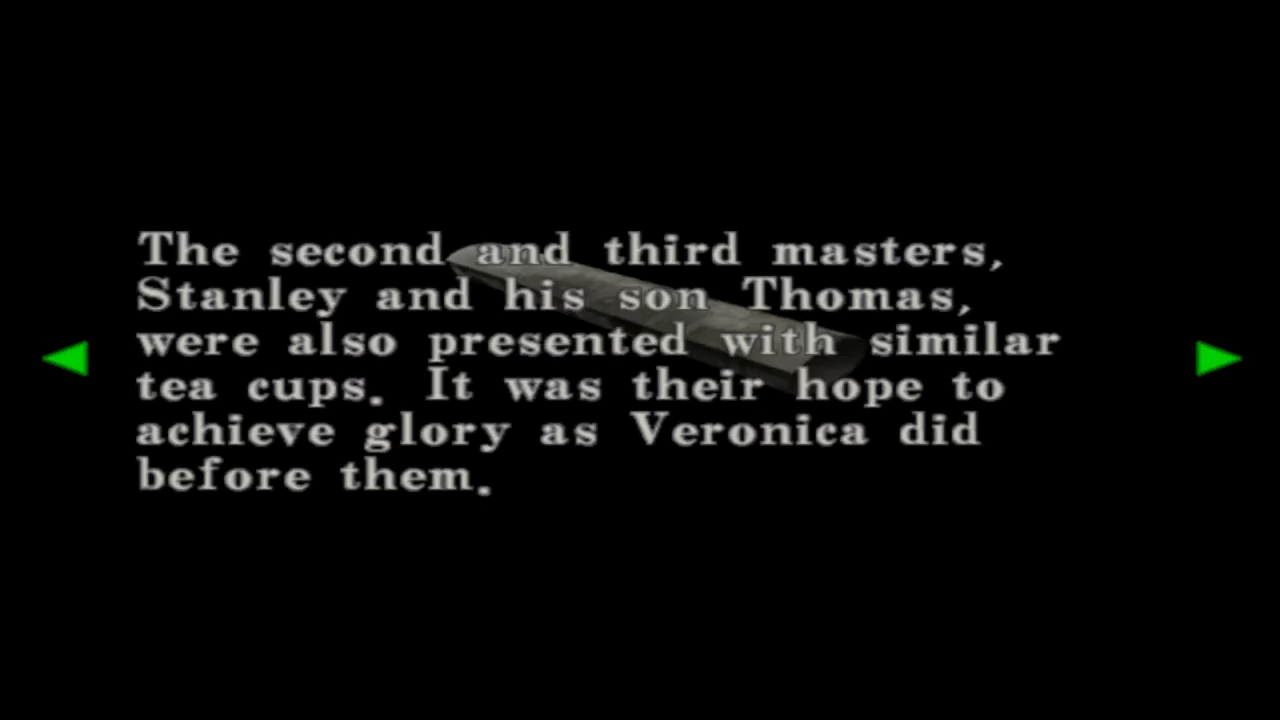 The second and third masters,
Stanley and his son Thomas,
were also presented with similar
tea cups. It was their hope to
achieve glory as Veronica did
before them.